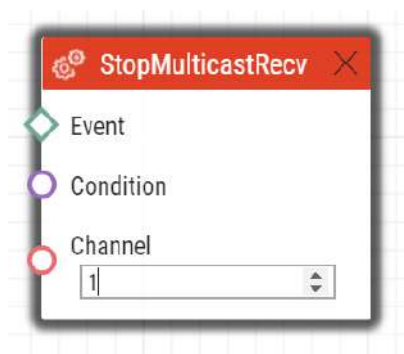 StopMulticastRecv
Event
Condition
Channel
1